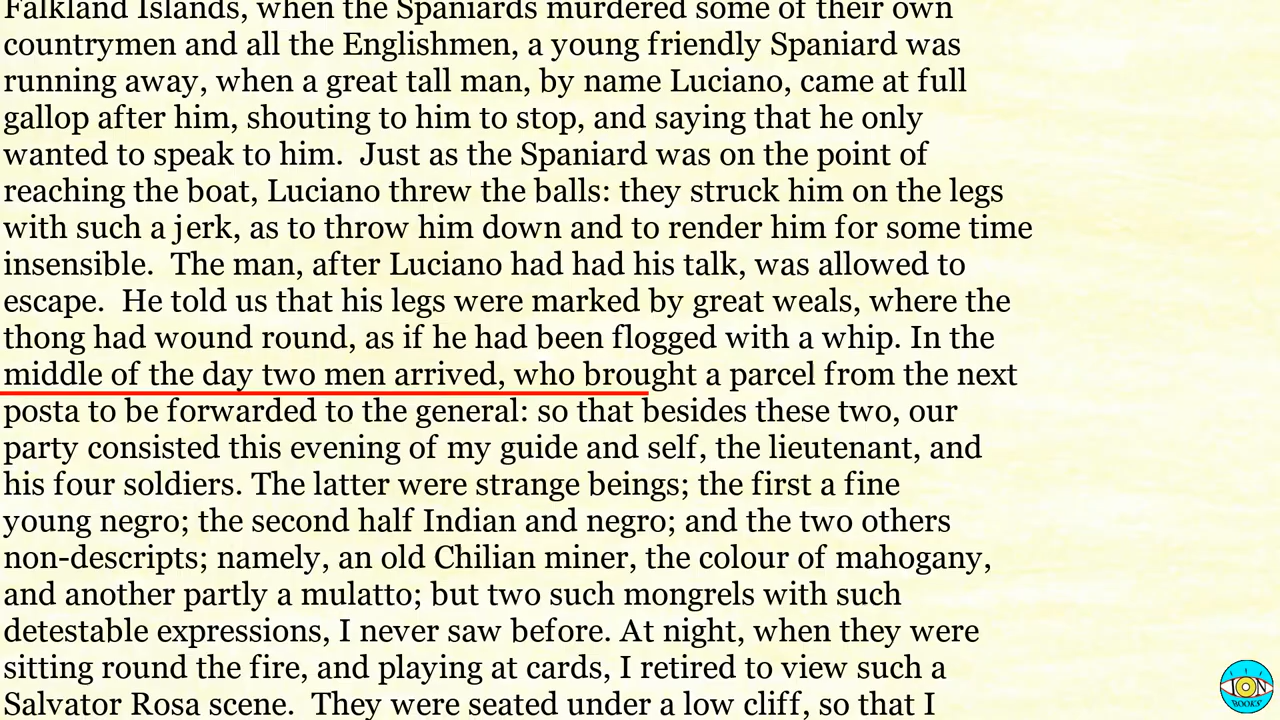 Falkland Islands, when the Spaniards murdered some of their own
countrymen and all the Englishmen, a young friendly Spaniard was
running away, when a great tall man, by name Luciano, came at full
gallop after him, shouting to him to stop, and saying that he only
wanted to speak to him.  Just as the Spaniard was on the point of
reaching the boat, Luciano threw the balls: they struck him on the legs
with such a jerk, as to throw him down and to render him for some time
insensible.  The man, after Luciano had had his talk, was allowed to
escape.  He told us that his legs were marked by great weals, where the
thong had wound round, as if he had been flogged with a whip. In the
middle of the day two men arrived, who brought a parcel from the next
posta to be forwarded to the general: so that besides these two, our
party consisted this evening of my guide and self, the lieutenant, and
his four soldiers. The latter were strange beings; the first a fine
young negro; the second half Indian and negro; and the two others
non-descripts; namely, an old Chilian miner, the colour of mahogany,
and another partly a mulatto; but two such mongrels with such
detestable expressions, I never saw before. At night, when they were
sitting round the fire, and playing at cards, I retired to view such a
Salvator Rosa scene.  They were seated under a low cliff, so that I
ION
BOOKS